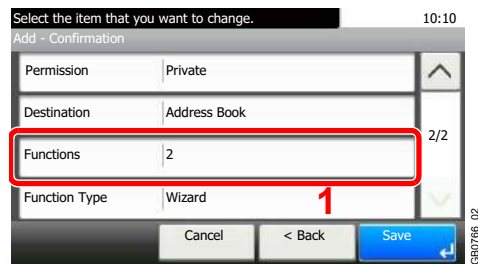 Select the item that you want to change. 10:10
Add - Confirmation
Permission Private
Destination Address Book
2/2
Functions 2
Function Type Wizard
1
Cancel < Back Save
GB0766_02